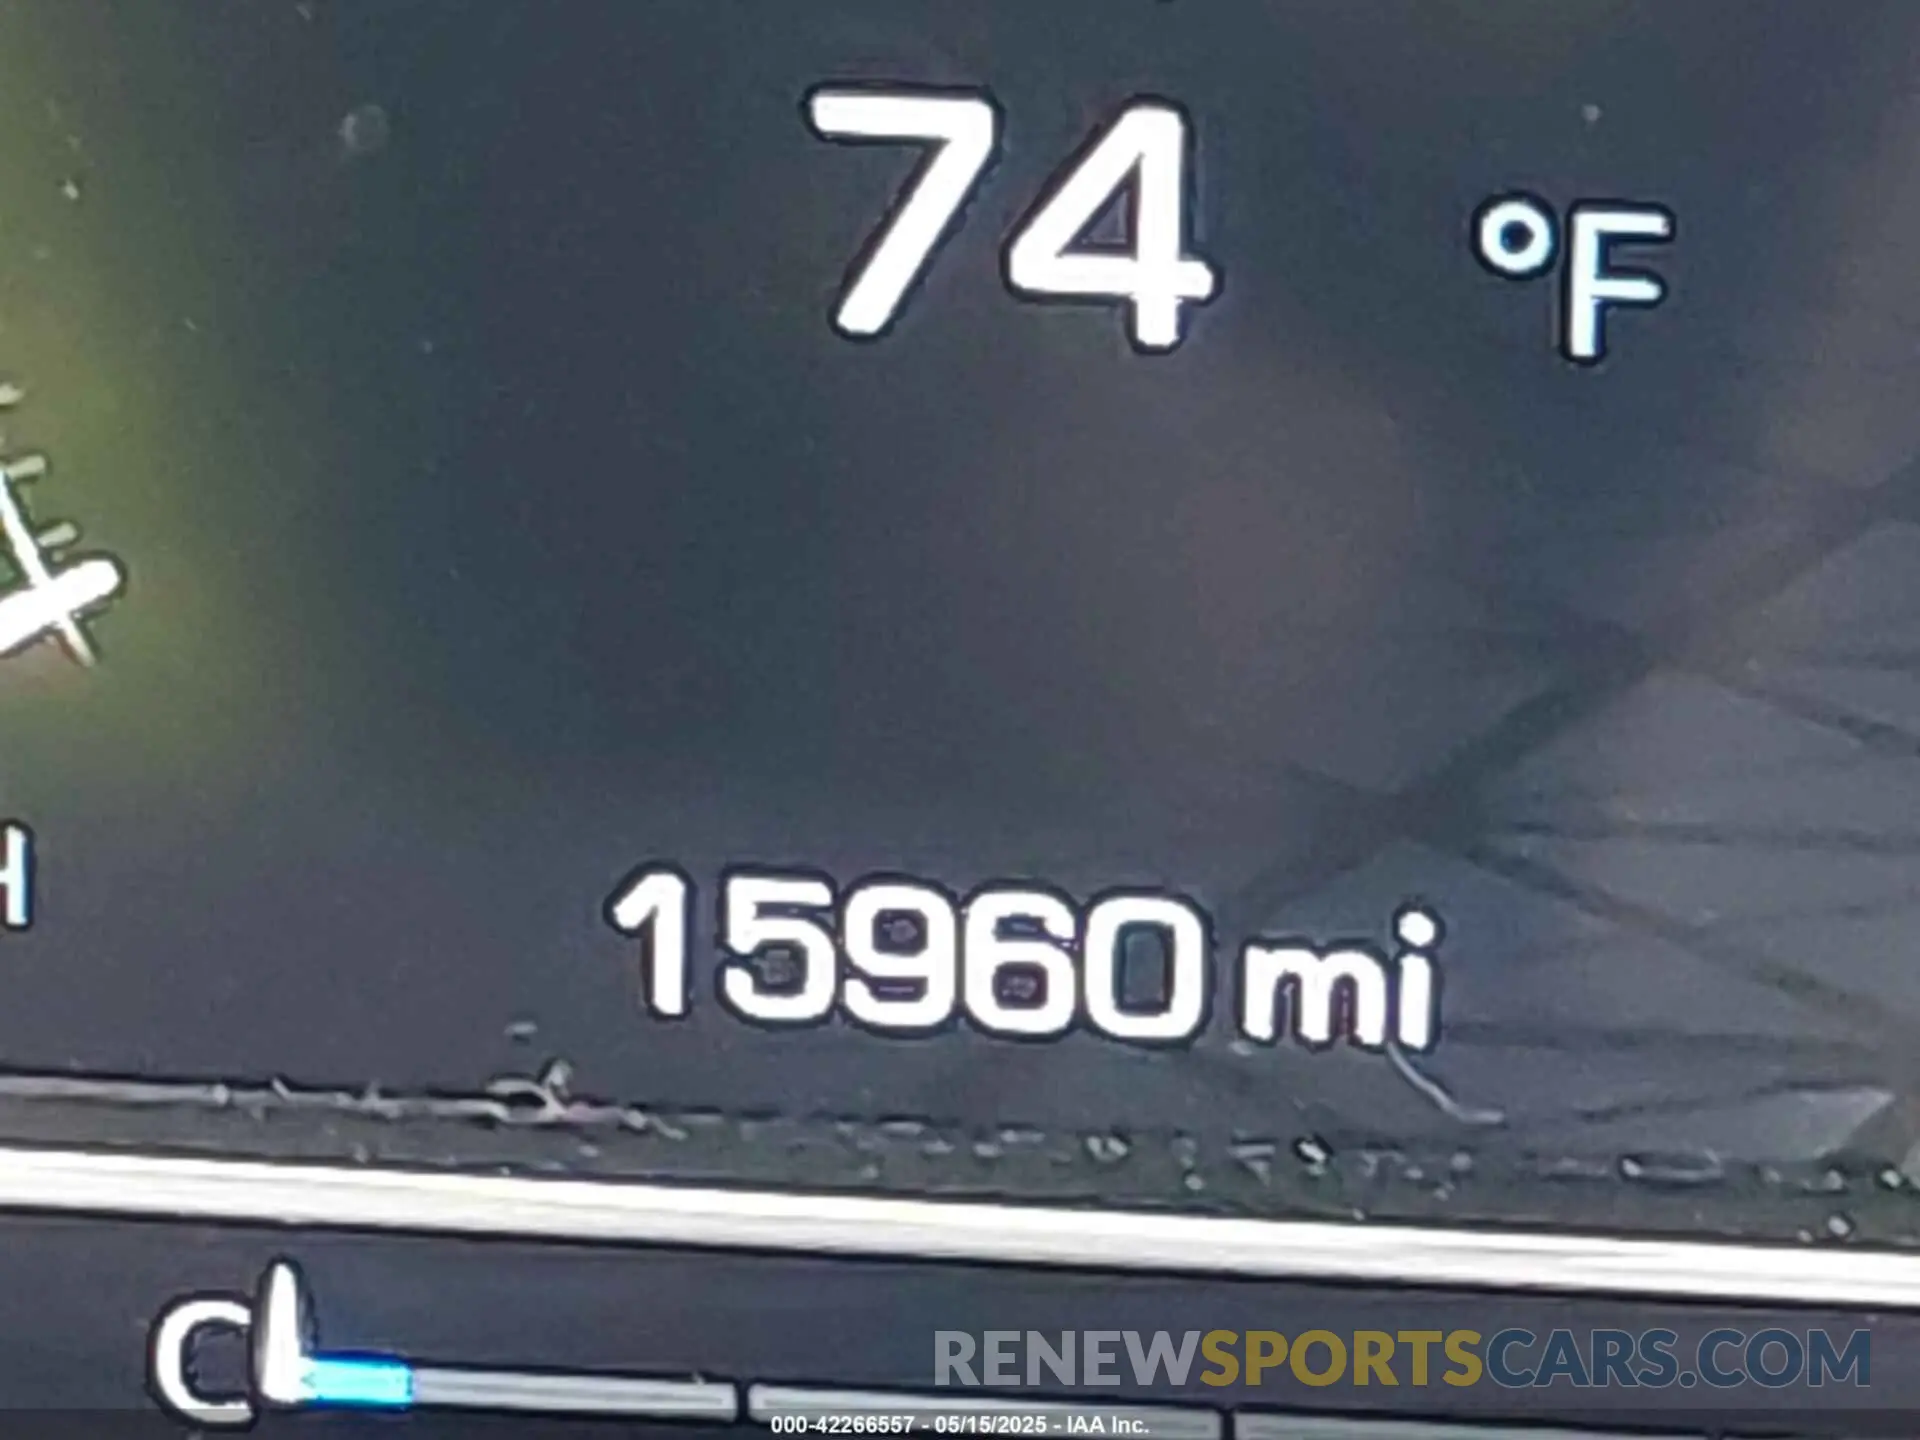 74 °F
H
15960 mi
C
RENEWSPORTSCARS.COM
000-42266557 - 05/15/2025 - IAA Inc.